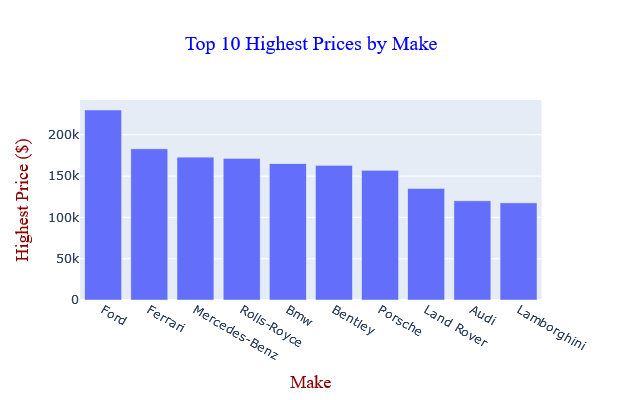 Top 10 Highest Prices by Make
Highest Price ($)
200k
150k
100k
50k
0
Ford
Ferrari
Mercedes-Benz
Rolls-Royce
Bmw
Bentley
Porsche
Land Rover
Audi
Lamborghini
Make